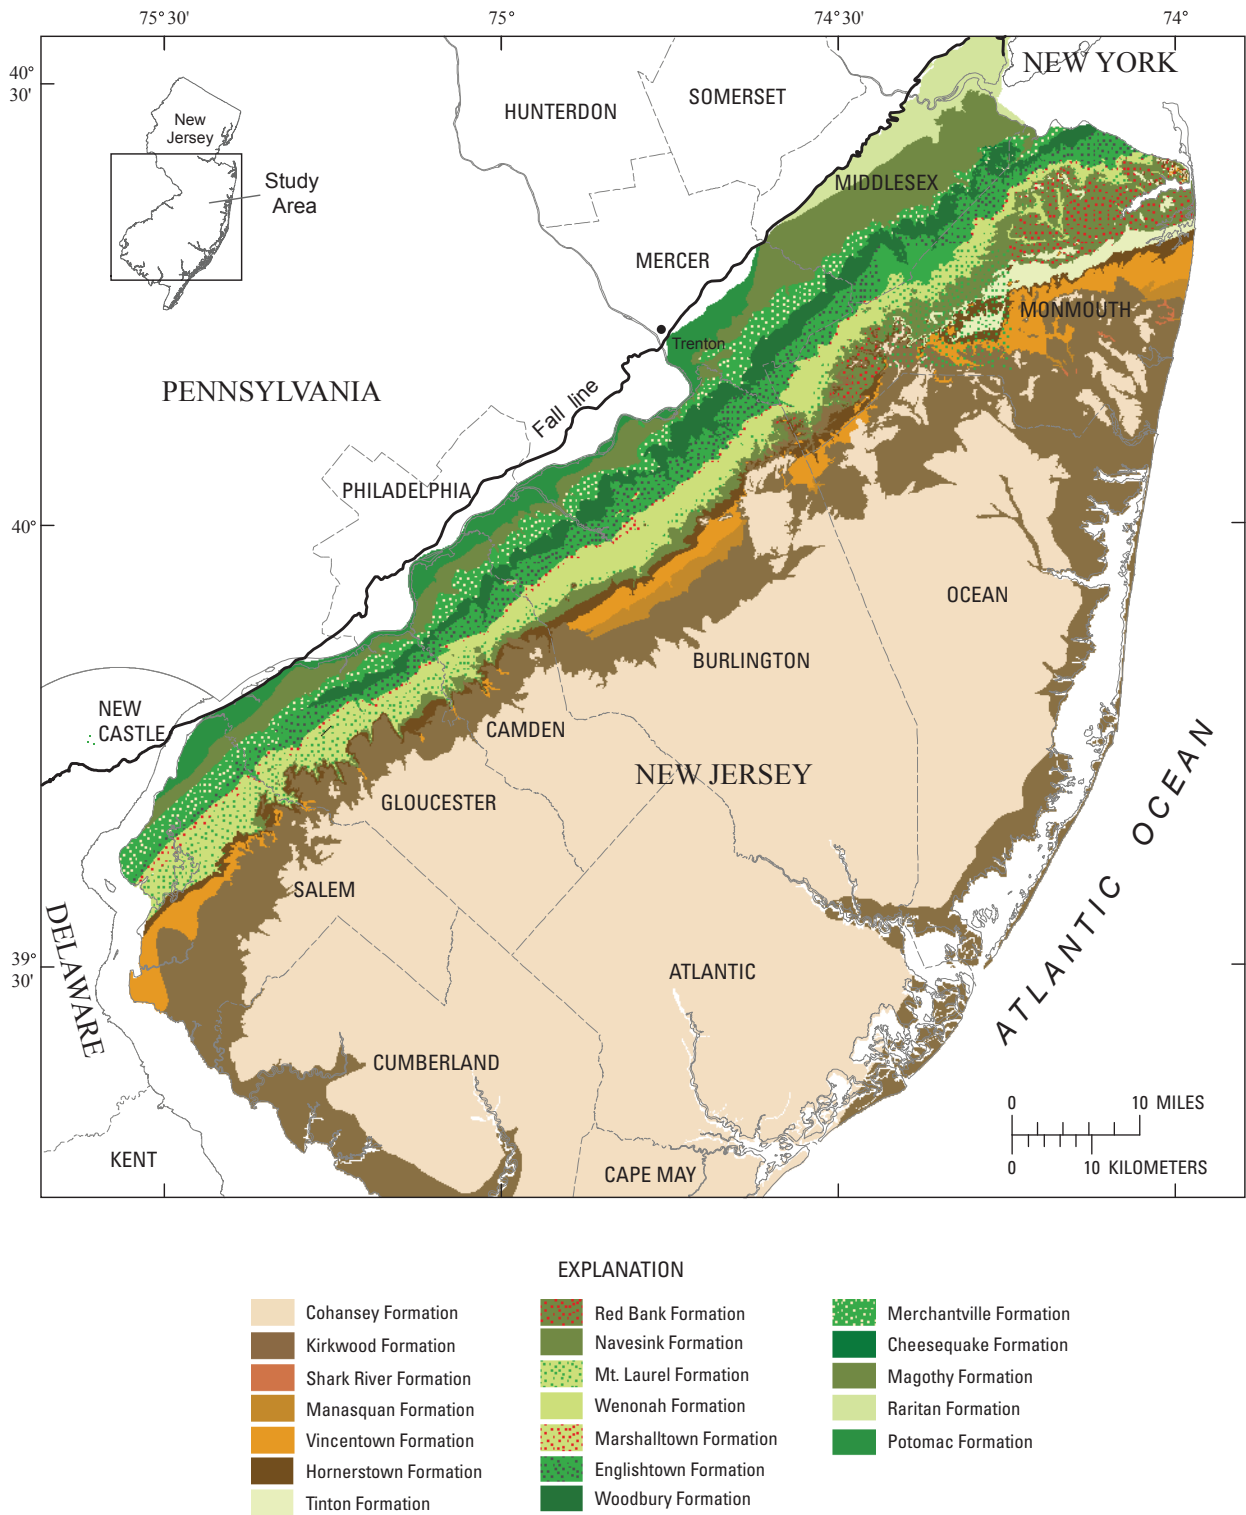 75° 30'
75°
74° 30'
74°
40°
30'
NEW YORK
HUNTERDON
SOMERSET
New
Jersey
Study
Area
MIDDLESEX
MERCER
MONMOUTH
Trenton
PENNSYLVANIA
Fall line
PHILADELPHIA
40°
OCEAN
BURLINGTON
NEW
CASTLE
CAMDEN
NEW JERSEY
GLOUCESTER
ATLANTIC OCEAN
SALEM
DELAWARE
39°
30'
ATLANTIC
CUMBERLAND
KENT
CAPE MAY
0 10 MILES
0 10 KILOMETERS
EXPLANATION
Cohansey Formation
Kirkwood Formation
Shark River Formation
Manasquan Formation
Vincentown Formation
Hornerstown Formation
Tinton Formation
Red Bank Formation
Navesink Formation
Mt. Laurel Formation
Wenonah Formation
Marshalltown Formation
Englishtown Formation
Woodbury Formation
Merchantville Formation
Cheesequake Formation
Magothy Formation
Raritan Formation
Potomac Formation